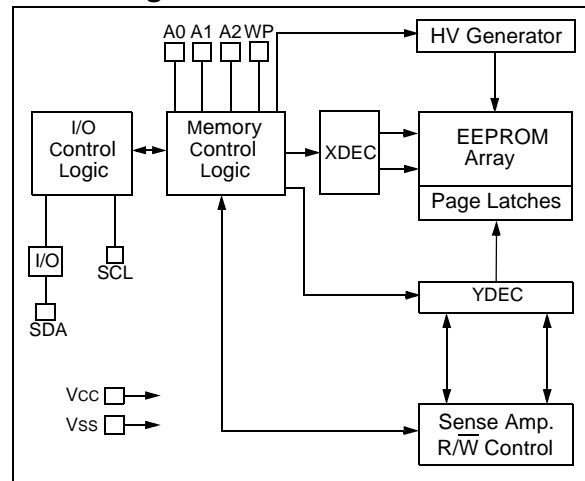 A0 A1 A2 WP
HV Generator
I/O
Control
Logic
Memory
Control
Logic
XDEC
EEPROM
Array
Page Latches
I/O
SCL
SDA
YDEC
VCC
VSS
Sense Amp.
R/W̅ Control